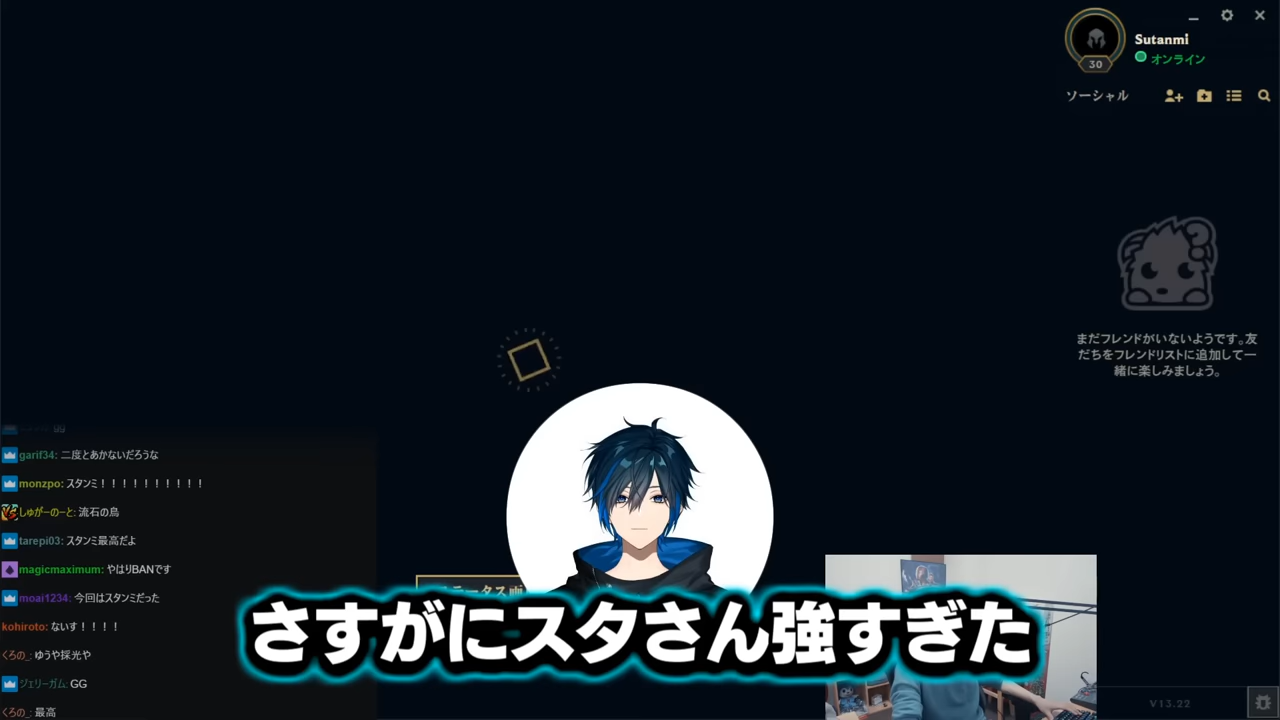 Sutanmi
30
オンライン
ソーシャル
まだフレンドがいないようです。友
だちをフレンドリストに追加して一
緒に楽しみましょう。
garif34: 二度とあかないだろうな
monzpo: スタンミ！！！！！！！！！！
しゅがーのーと: 流石の鳥
tarepi03: スタンミ最高だよ
magicmaximum: やはりBANです
moai1234: 今回はスタンミだった
kohiroto: ないす！！！！
くろの_: ゆうや採光や
ジェリーガム: GG
くろの_: 最高
さすがにスタさん強すぎた
V13.22